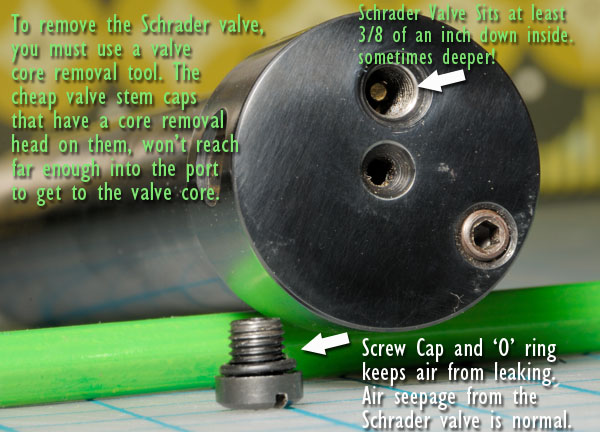 To remove the Schrader valve,
you must use a valve
core removal tool. The
cheap valve stem caps
that have a core removal
head on them, won't reach
far enough into the port
to get to the valve core.
Schrader Valve Sits at least
3/8 of an inch down inside.
sometimes deeper!
Screw Cap and 'O' ring
keeps air from leaking.
Air seepage from the
Schrader valve is normal.